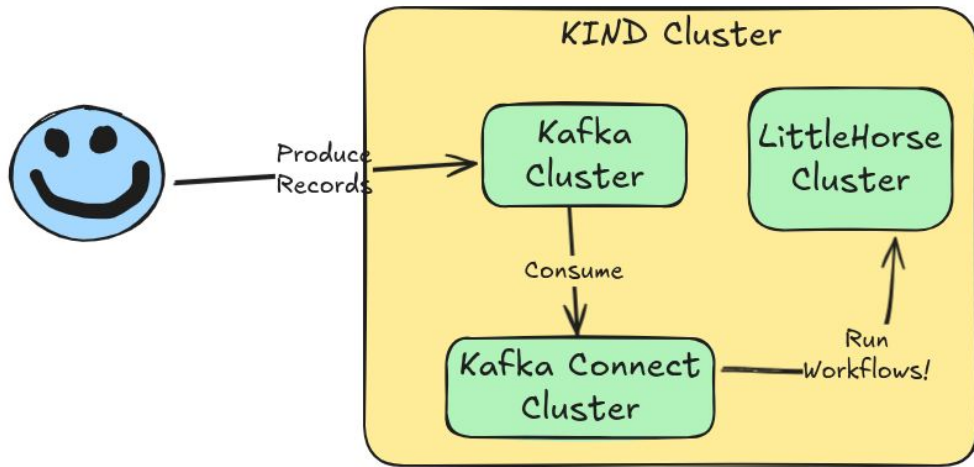 KIND Cluster
Produce
Records
Kafka
Cluster
LittleHorse
Cluster
Consume
Kafka Connect
Cluster
Run
Workflows!